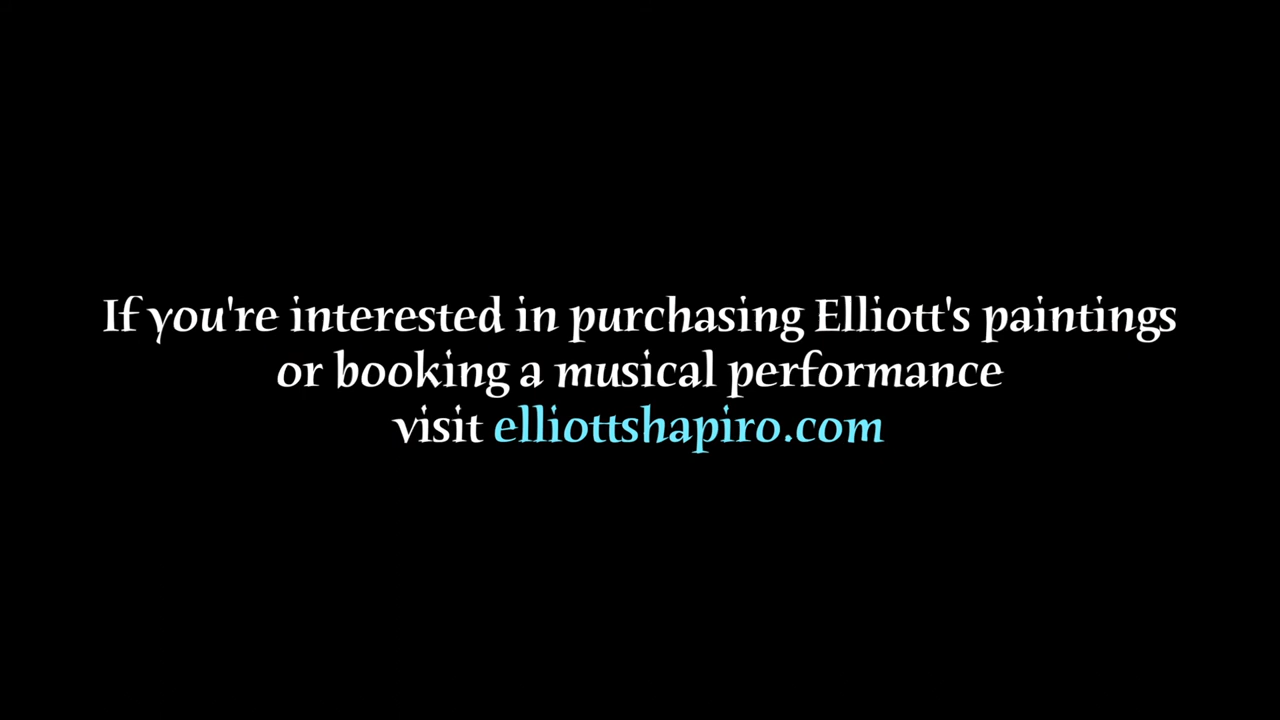 If you're interested in purchasing Elliott's paintings
or booking a musical performance
visit elliottshapiro.com